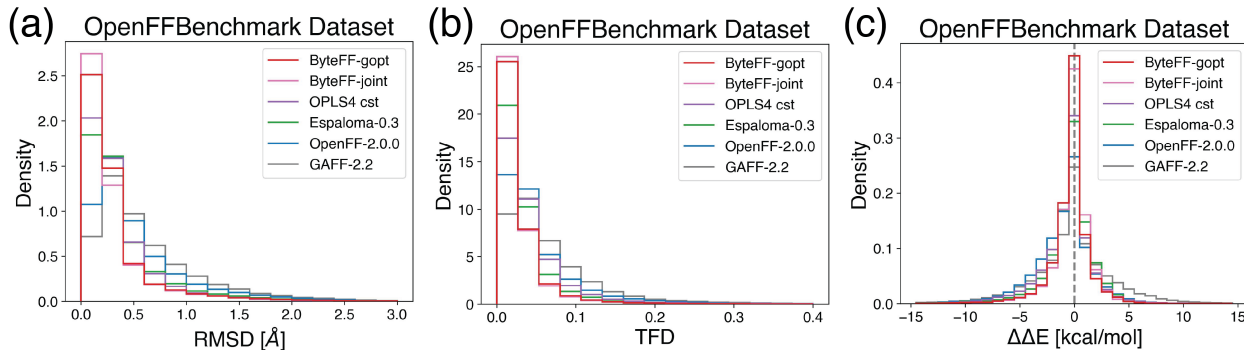 (a)
OpenFFBenchmark Dataset
Density
2.5
2.0
1.5
1.0
0.5
0.0
ByteFF-gopt
ByteFF-joint
OPLS4 cst
Espaloma-0.3
OpenFF-2.0.0
GAFF-2.2
0.0 0.5 1.0 1.5 2.0 2.5 3.0
RMSD [Å]
(b)
OpenFFBenchmark Dataset
Density
25
20
15
10
5
0
ByteFF-gopt
ByteFF-joint
OPLS4 cst
Espaloma-0.3
OpenFF-2.0.0
GAFF-2.2
0.0 0.1 0.2 0.3 0.4
TFD
(c)
OpenFFBenchmark Dataset
Density
0.4
0.3
0.2
0.1
0.0
ByteFF-gopt
ByteFF-joint
OPLS4 cst
Espaloma-0.3
OpenFF-2.0.0
GAFF-2.2
−15 −10 −5 0 5 10 15
ΔΔE [kcal/mol]